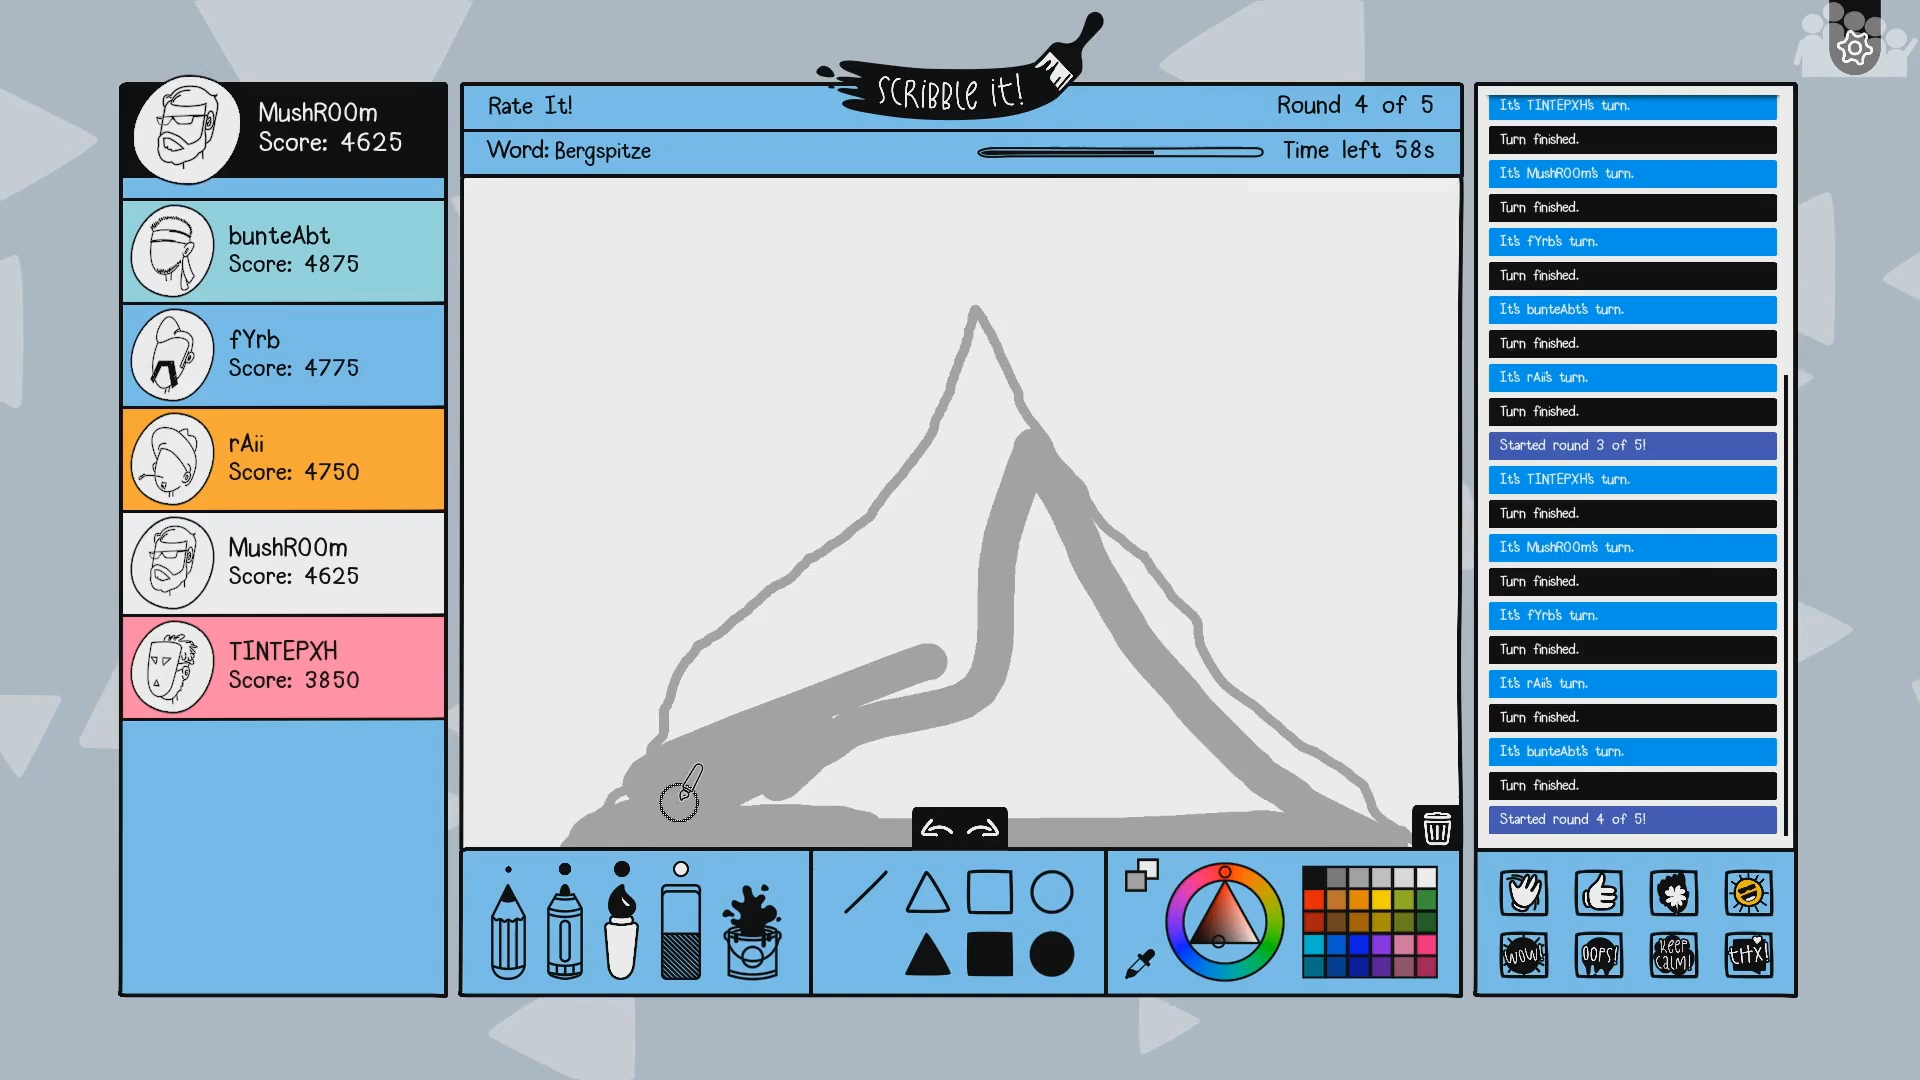 SCRIBBLE it!
MushR00m
Score: 4625
bunteAbt
Score: 4875
fYrb
Score: 4775
rAii
Score: 4750
MushR00m
Score: 4625
TINTEPXH
Score: 3850
Rate It!
Round 4 of 5
Word: Bergspitze
Time left 58s
It's TINTEPXH's turn.
Turn finished.
It's MushR00m's turn.
Turn finished.
It's fYrb's turn.
Turn finished.
It's bunteAbt's turn.
Turn finished.
It's rAii's turn.
Turn finished.
Started round 3 of 5!
It's TINTEPXH's turn.
Turn finished.
It's MushR00m's turn.
Turn finished.
It's fYrb's turn.
Turn finished.
It's rAii's turn.
Turn finished.
It's bunteAbt's turn.
Turn finished.
Started round 4 of 5!
WOW!
OOPS!
KEEP CALM!
tHX!